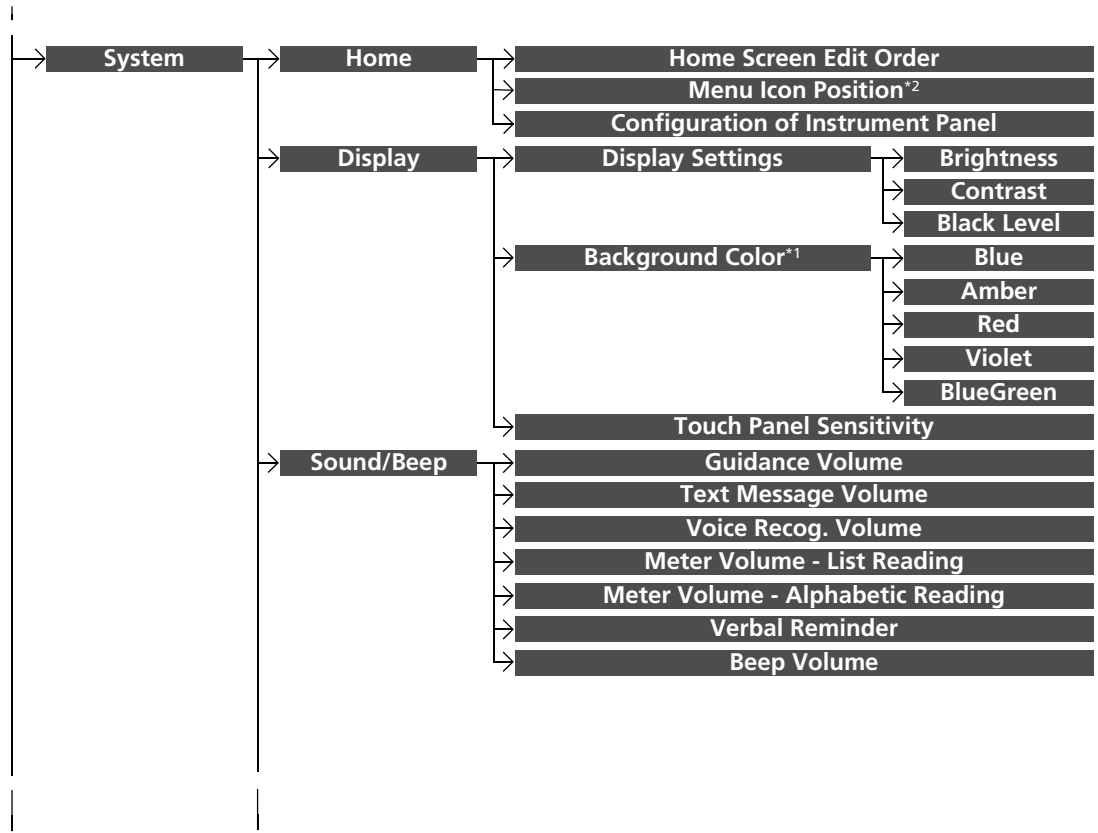 System
Home
Home Screen Edit Order
Menu Icon Position*2
Configuration of Instrument Panel
Display
Display Settings
Brightness
Contrast
Black Level
Background Color*1
Blue
Amber
Red
Violet
BlueGreen
Touch Panel Sensitivity
Sound/Beep
Guidance Volume
Text Message Volume
Voice Recog. Volume
Meter Volume - List Reading
Meter Volume - Alphabetic Reading
Verbal Reminder
Beep Volume